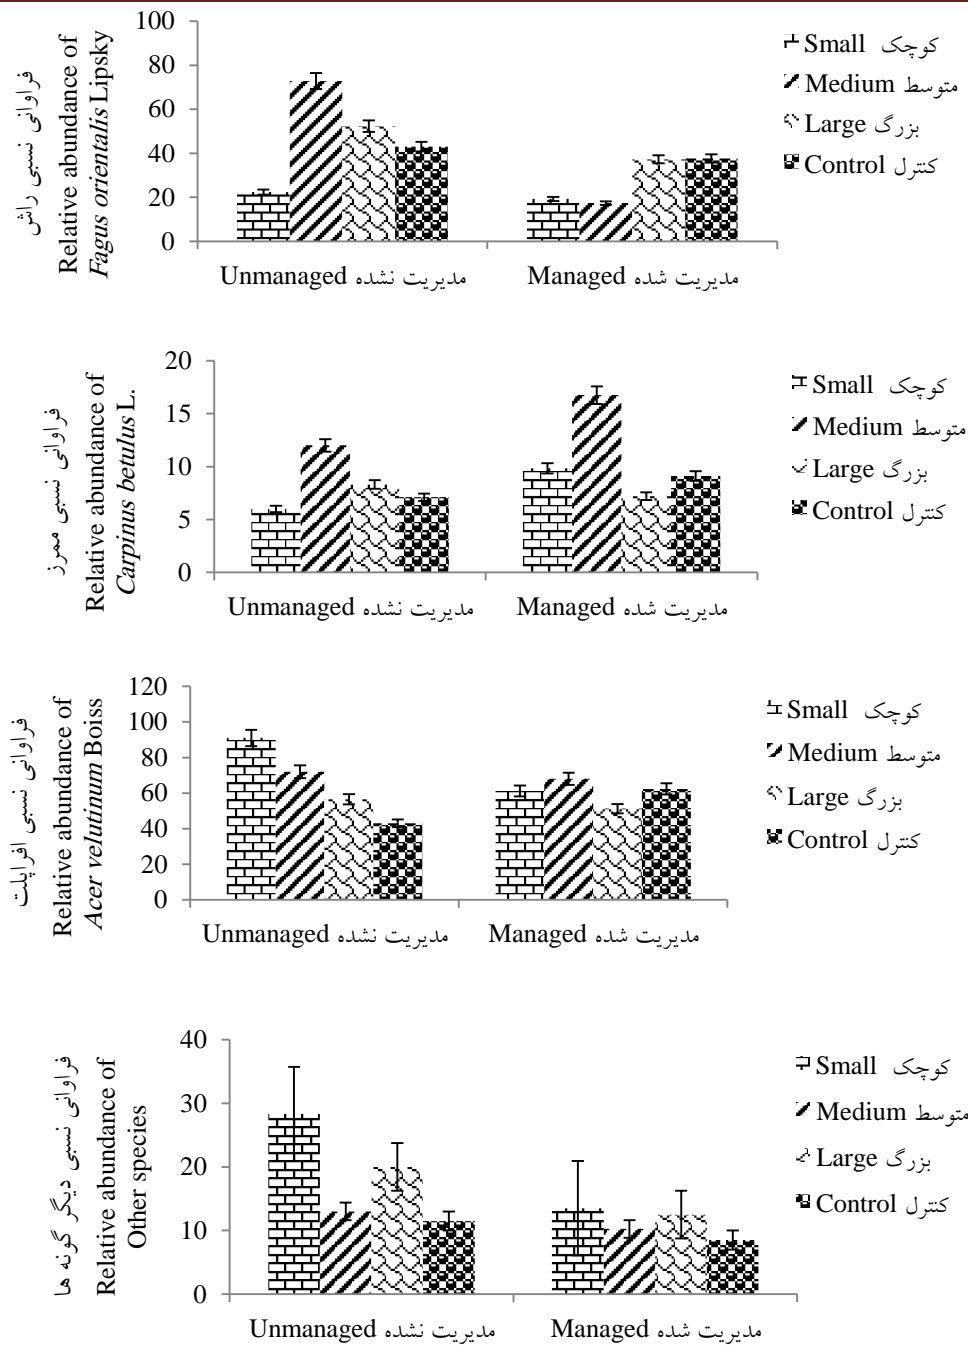 فراوانی نسبی راش
Relative abundance of
Fagus orientalis Lipsky
100
80
60
40
20
0
Unmanaged مدیریت نشده
Managed مدیریت شده
Small کوچک
Medium متوسط
Large بزرگ
Control کنترل
فراوانی نسبی ممرز
Relative abundance of
Carpinus betulus L.
20
15
10
5
0
Unmanaged مدیریت نشده
Managed مدیریت شده
Small کوچک
Medium متوسط
Large بزرگ
Control کنترل
فراوانی نسبی افراپلت
Relative abundance of
Acer velutinum Boiss
120
100
80
60
40
20
0
Unmanaged مدیریت نشده
Managed مدیریت شده
Small کوچک
Medium متوسط
Large بزرگ
Control کنترل
فراوانی نسبی دیگر گونه ها
Relative abundance of
Other species
40
30
20
10
0
Unmanaged مدیریت نشده
Managed مدیریت شده
Small کوچک
Medium متوسط
Large بزرگ
Control کنترل